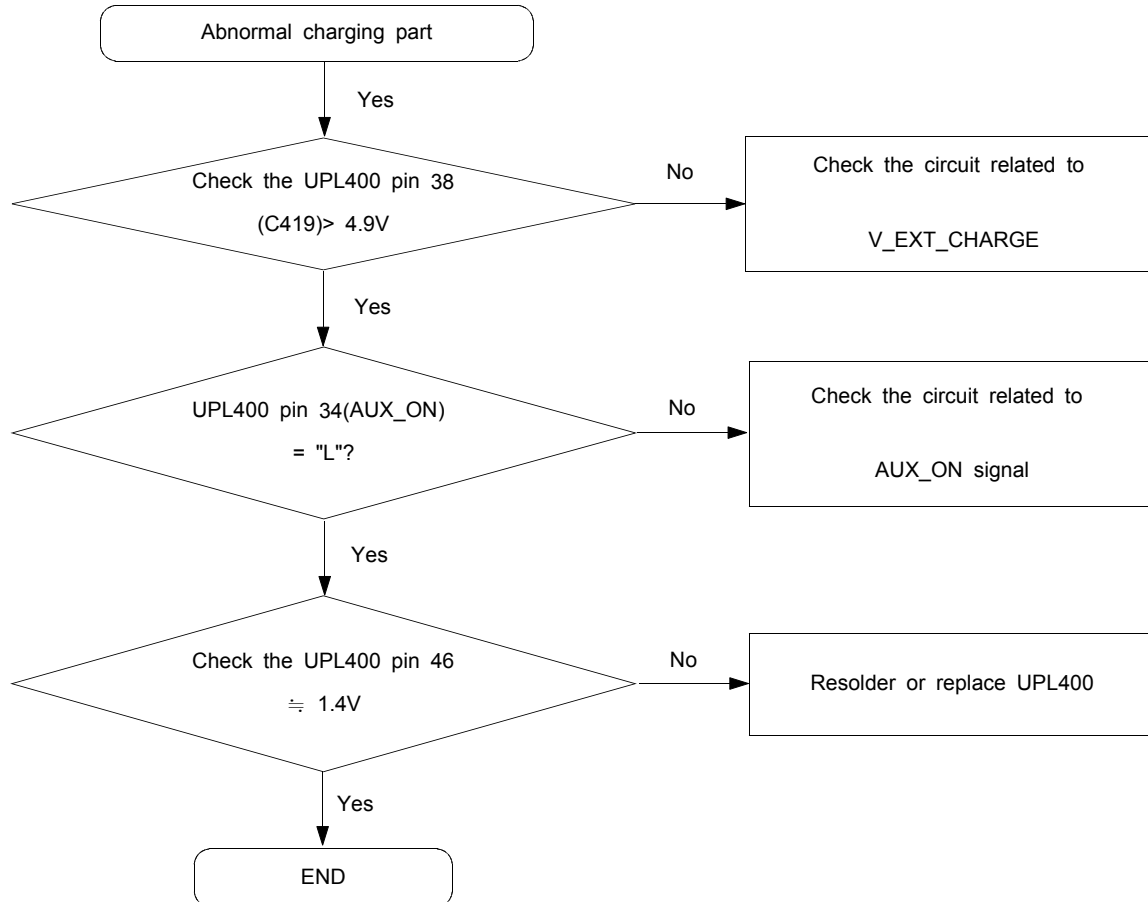 Abnormal charging part
Yes
Check the UPL400 pin 38
(C419)> 4.9V
No
Check the circuit related to
V_EXT_CHARGE
Yes
UPL400 pin 34(AUX_ON)
= "L"?
No
Check the circuit related to
AUX_ON signal
Yes
Check the UPL400 pin 46
≒ 1.4V
No
Resolder or replace UPL400
Yes
END